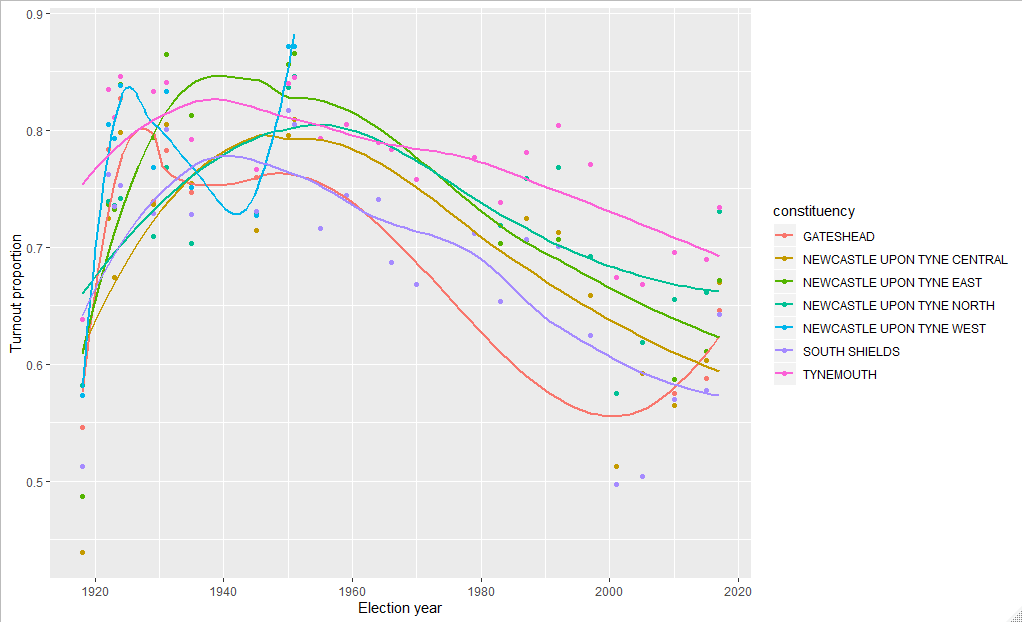 0.9
0.8
0.7
0.6
0.5
Turnout proportion
1920
1940
1960
1980
2000
2020
Election year
constituency
GATESHEAD
NEWCASTLE UPON TYNE CENTRAL
NEWCASTLE UPON TYNE EAST
NEWCASTLE UPON TYNE NORTH
NEWCASTLE UPON TYNE WEST
SOUTH SHIELDS
TYNEMOUTH